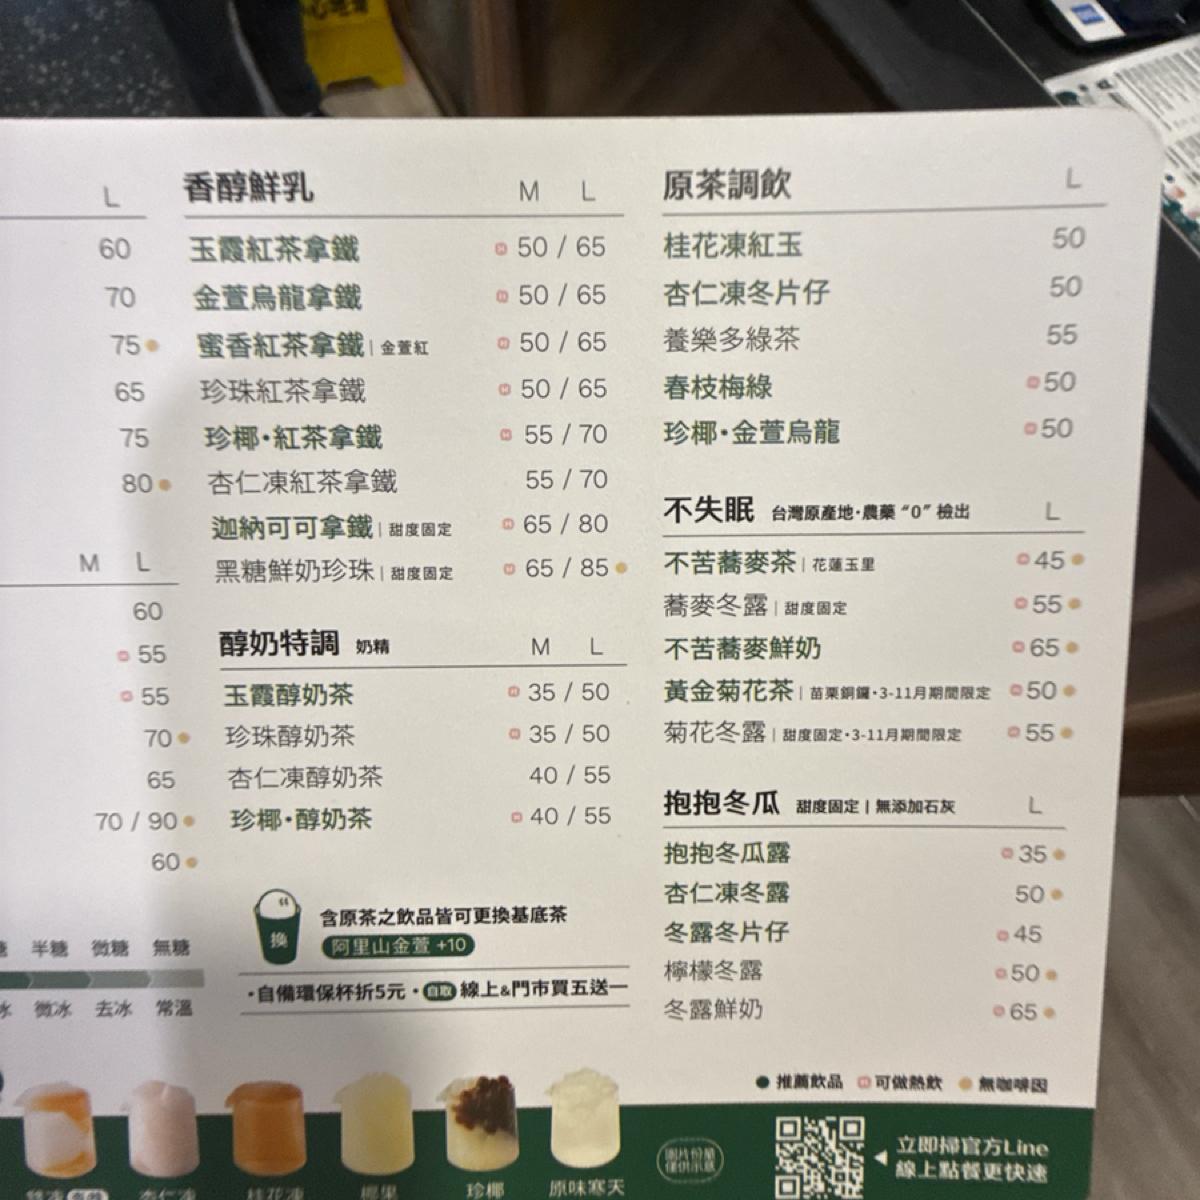 L
60
70
75
65
75
80
M L
60
55
55
70
65
70 / 90
60
半糖 微糖 無糖
微冰 去冰 常溫
香醇鮮乳 M L
玉霞紅茶拿鐵 50 / 65
金萱烏龍拿鐵 50 / 65
蜜香紅茶拿鐵 | 金萱紅 50 / 65
珍珠紅茶拿鐵 50 / 65
珍椰·紅茶拿鐵 55 / 70
杏仁凍紅茶拿鐵 55 / 70
迦納可可拿鐵 | 甜度固定 65 / 80
黑糖鮮奶珍珠 | 甜度固定 65 / 85
醇奶特調 奶精 M L
玉霞醇奶茶 35 / 50
珍珠醇奶茶 35 / 50
杏仁凍醇奶茶 40 / 55
珍椰·醇奶茶 40 / 55
換
含原茶之飲品皆可更換基底茶
阿里山金萱 +10
·自備環保杯折5元 · 自取 線上&門市買五送一
原茶調飲 L
桂花凍紅玉 50
杏仁凍冬片仔 50
養樂多綠茶 55
春枝梅綠 50
珍椰·金萱烏龍 50
不失眠 台灣原產地·農藥“0”檢出 L
不苦蕎麥茶 | 花蓮玉里 45
蕎麥冬露 | 甜度固定 55
不苦蕎麥鮮奶 65
黃金菊花茶 | 苗栗銅鑼·3-11月期間限定 50
菊花冬露 | 甜度固定·3-11月期間限定 55
抱抱冬瓜 甜度固定 | 無添加石灰 L
抱抱冬瓜露 35
杏仁凍冬露 50
冬露冬片仔 45
檸檬冬露 50
冬露鮮奶 65
推薦飲品 可做熱飲 無咖啡因
杏仁凍 桂花凍 椰果 珍椰 原味寒天
圖片份量
僅供示意
立即掃官方Line
線上點餐更快速